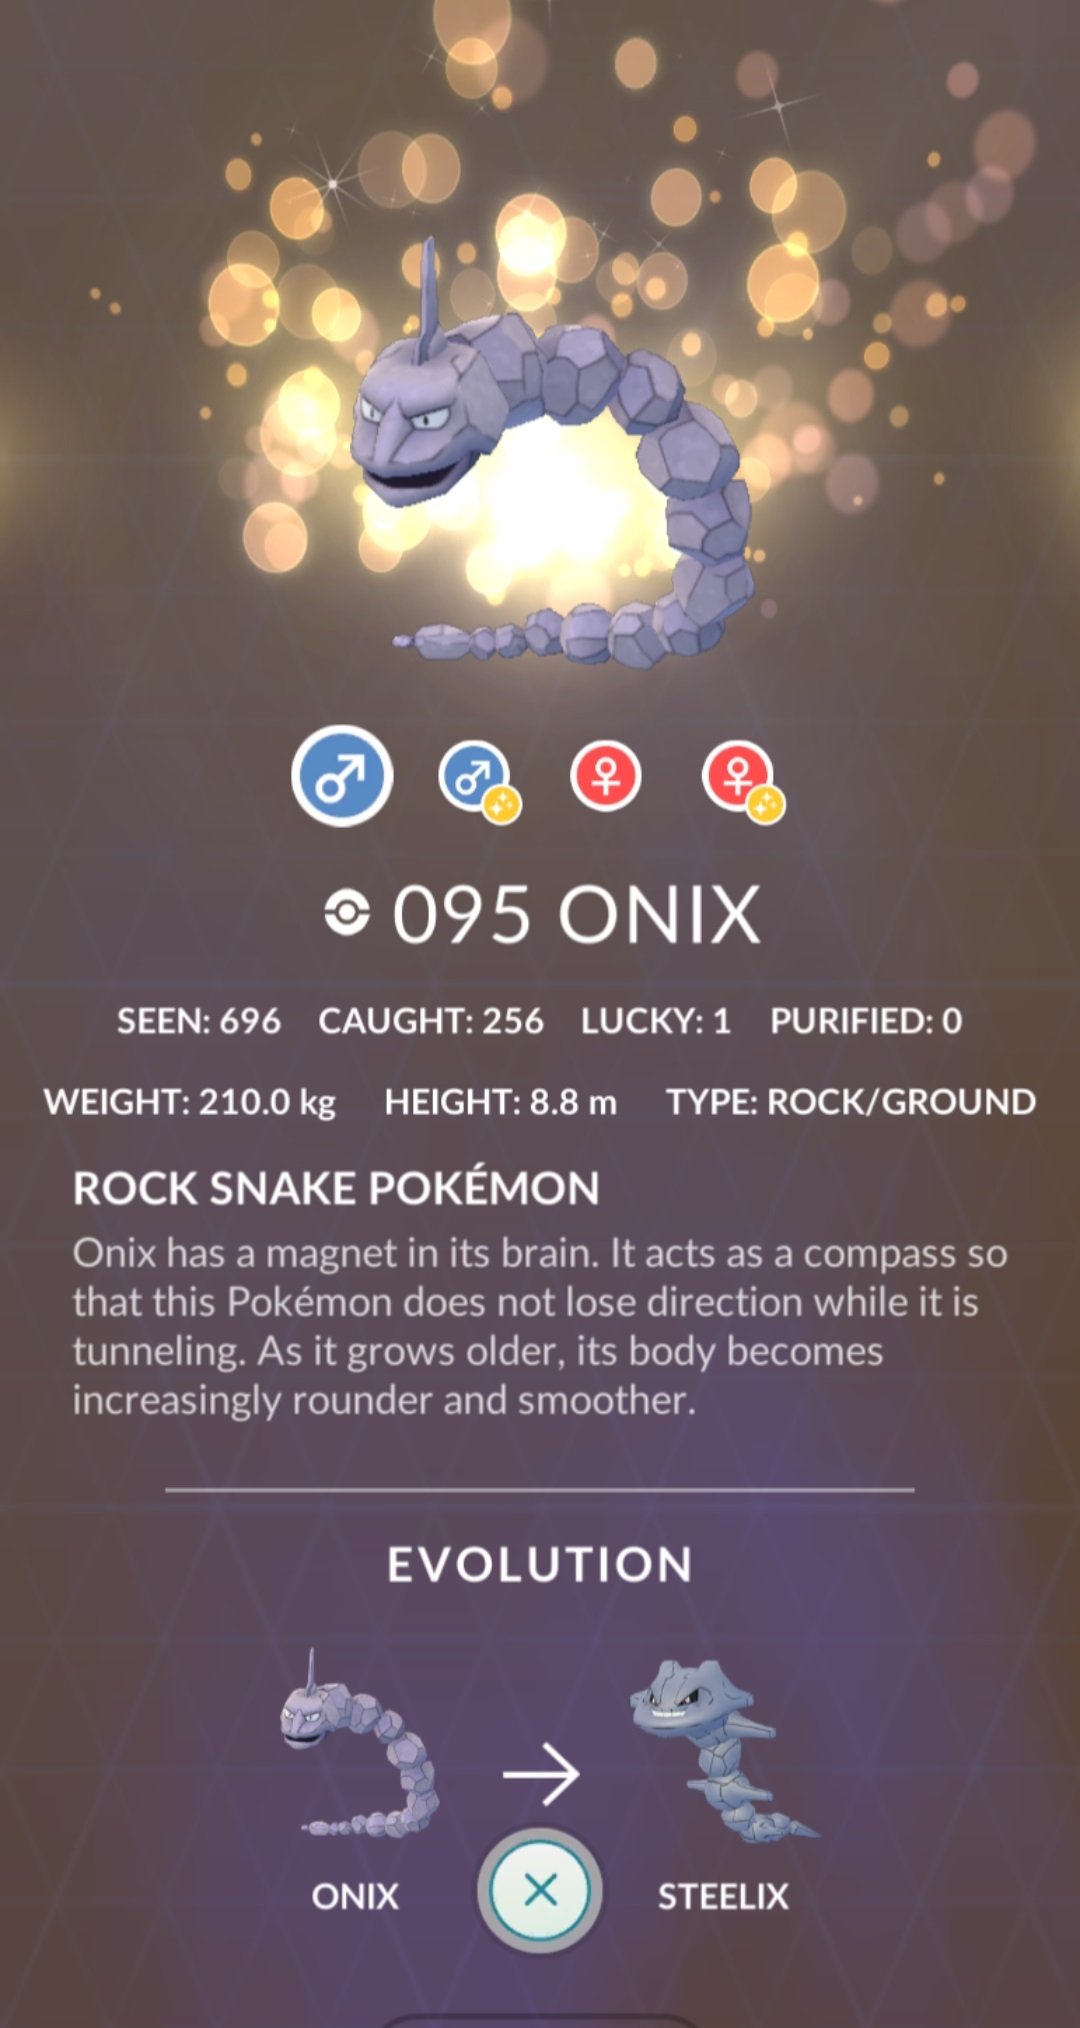 095 ONIX
SEEN: 696 CAUGHT: 256 LUCKY: 1 PURIFIED: 0
WEIGHT: 210.0 kg HEIGHT: 8.8 m TYPE: ROCK/GROUND
ROCK SNAKE POKÉMON
Onix has a magnet in its brain. It acts as a compass so
that this Pokémon does not lose direction while it is
tunneling. As it grows older, its body becomes
increasingly rounder and smoother.
EVOLUTION
ONIX STEELIX